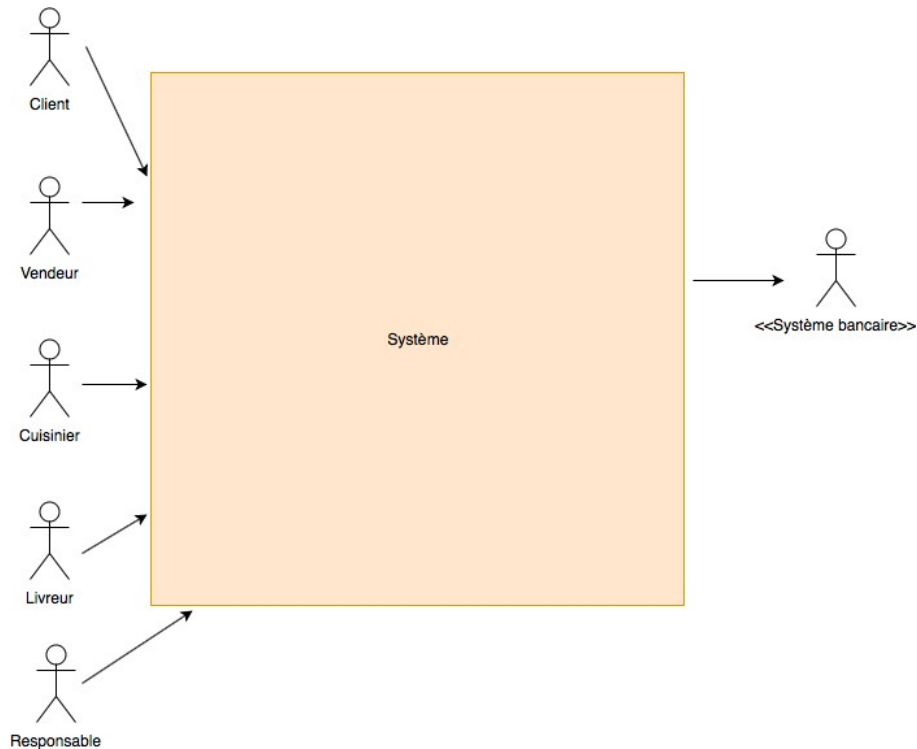 Client
Vendeur
Système
<<Système bancaire>>
Cuisinier
Livreur
Responsable